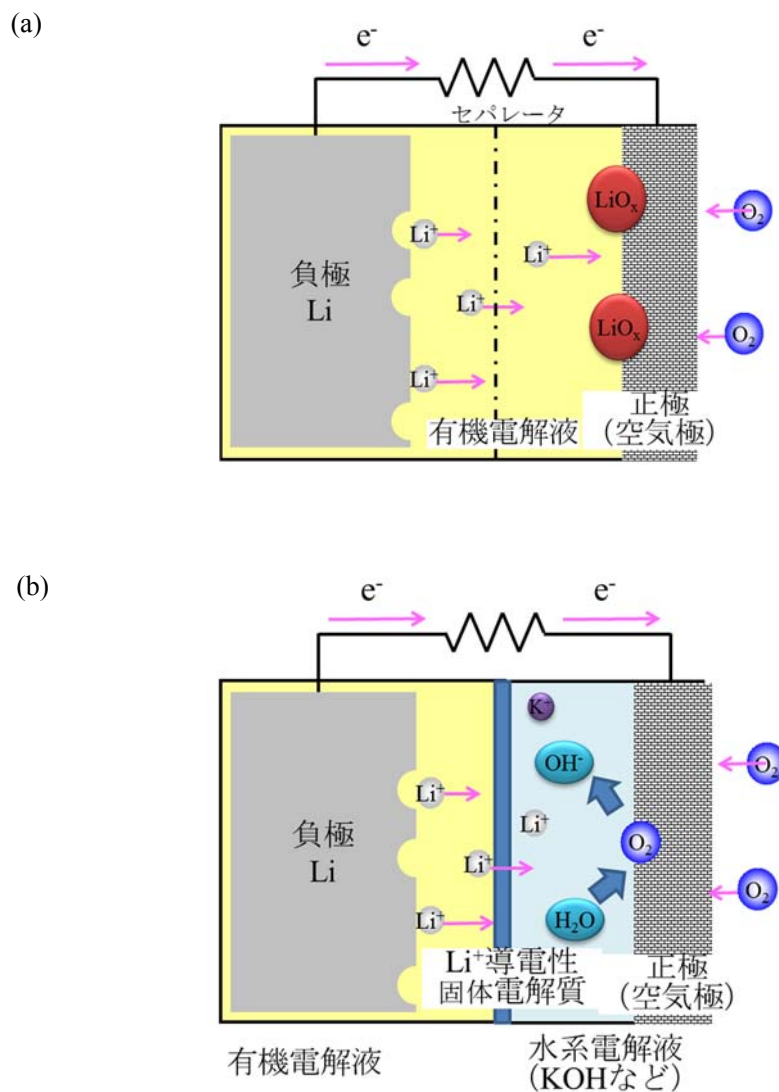 (a)
e⁻
e⁻
セパレータ
LiOₓ
O₂
Li⁺
Li⁺
負極
Li
Li⁺
LiOₓ
O₂
Li⁺
有機電解液
正極
(空気極)
(b)
e⁻
e⁻
K⁺
OH⁻
O₂
Li⁺
Li⁺
負極
Li
O₂
Li⁺
Li⁺
H₂O
O₂
Li⁺導電性
固体電解質
正極
(空気極)
有機電解液
水系電解液
(KOHなど)